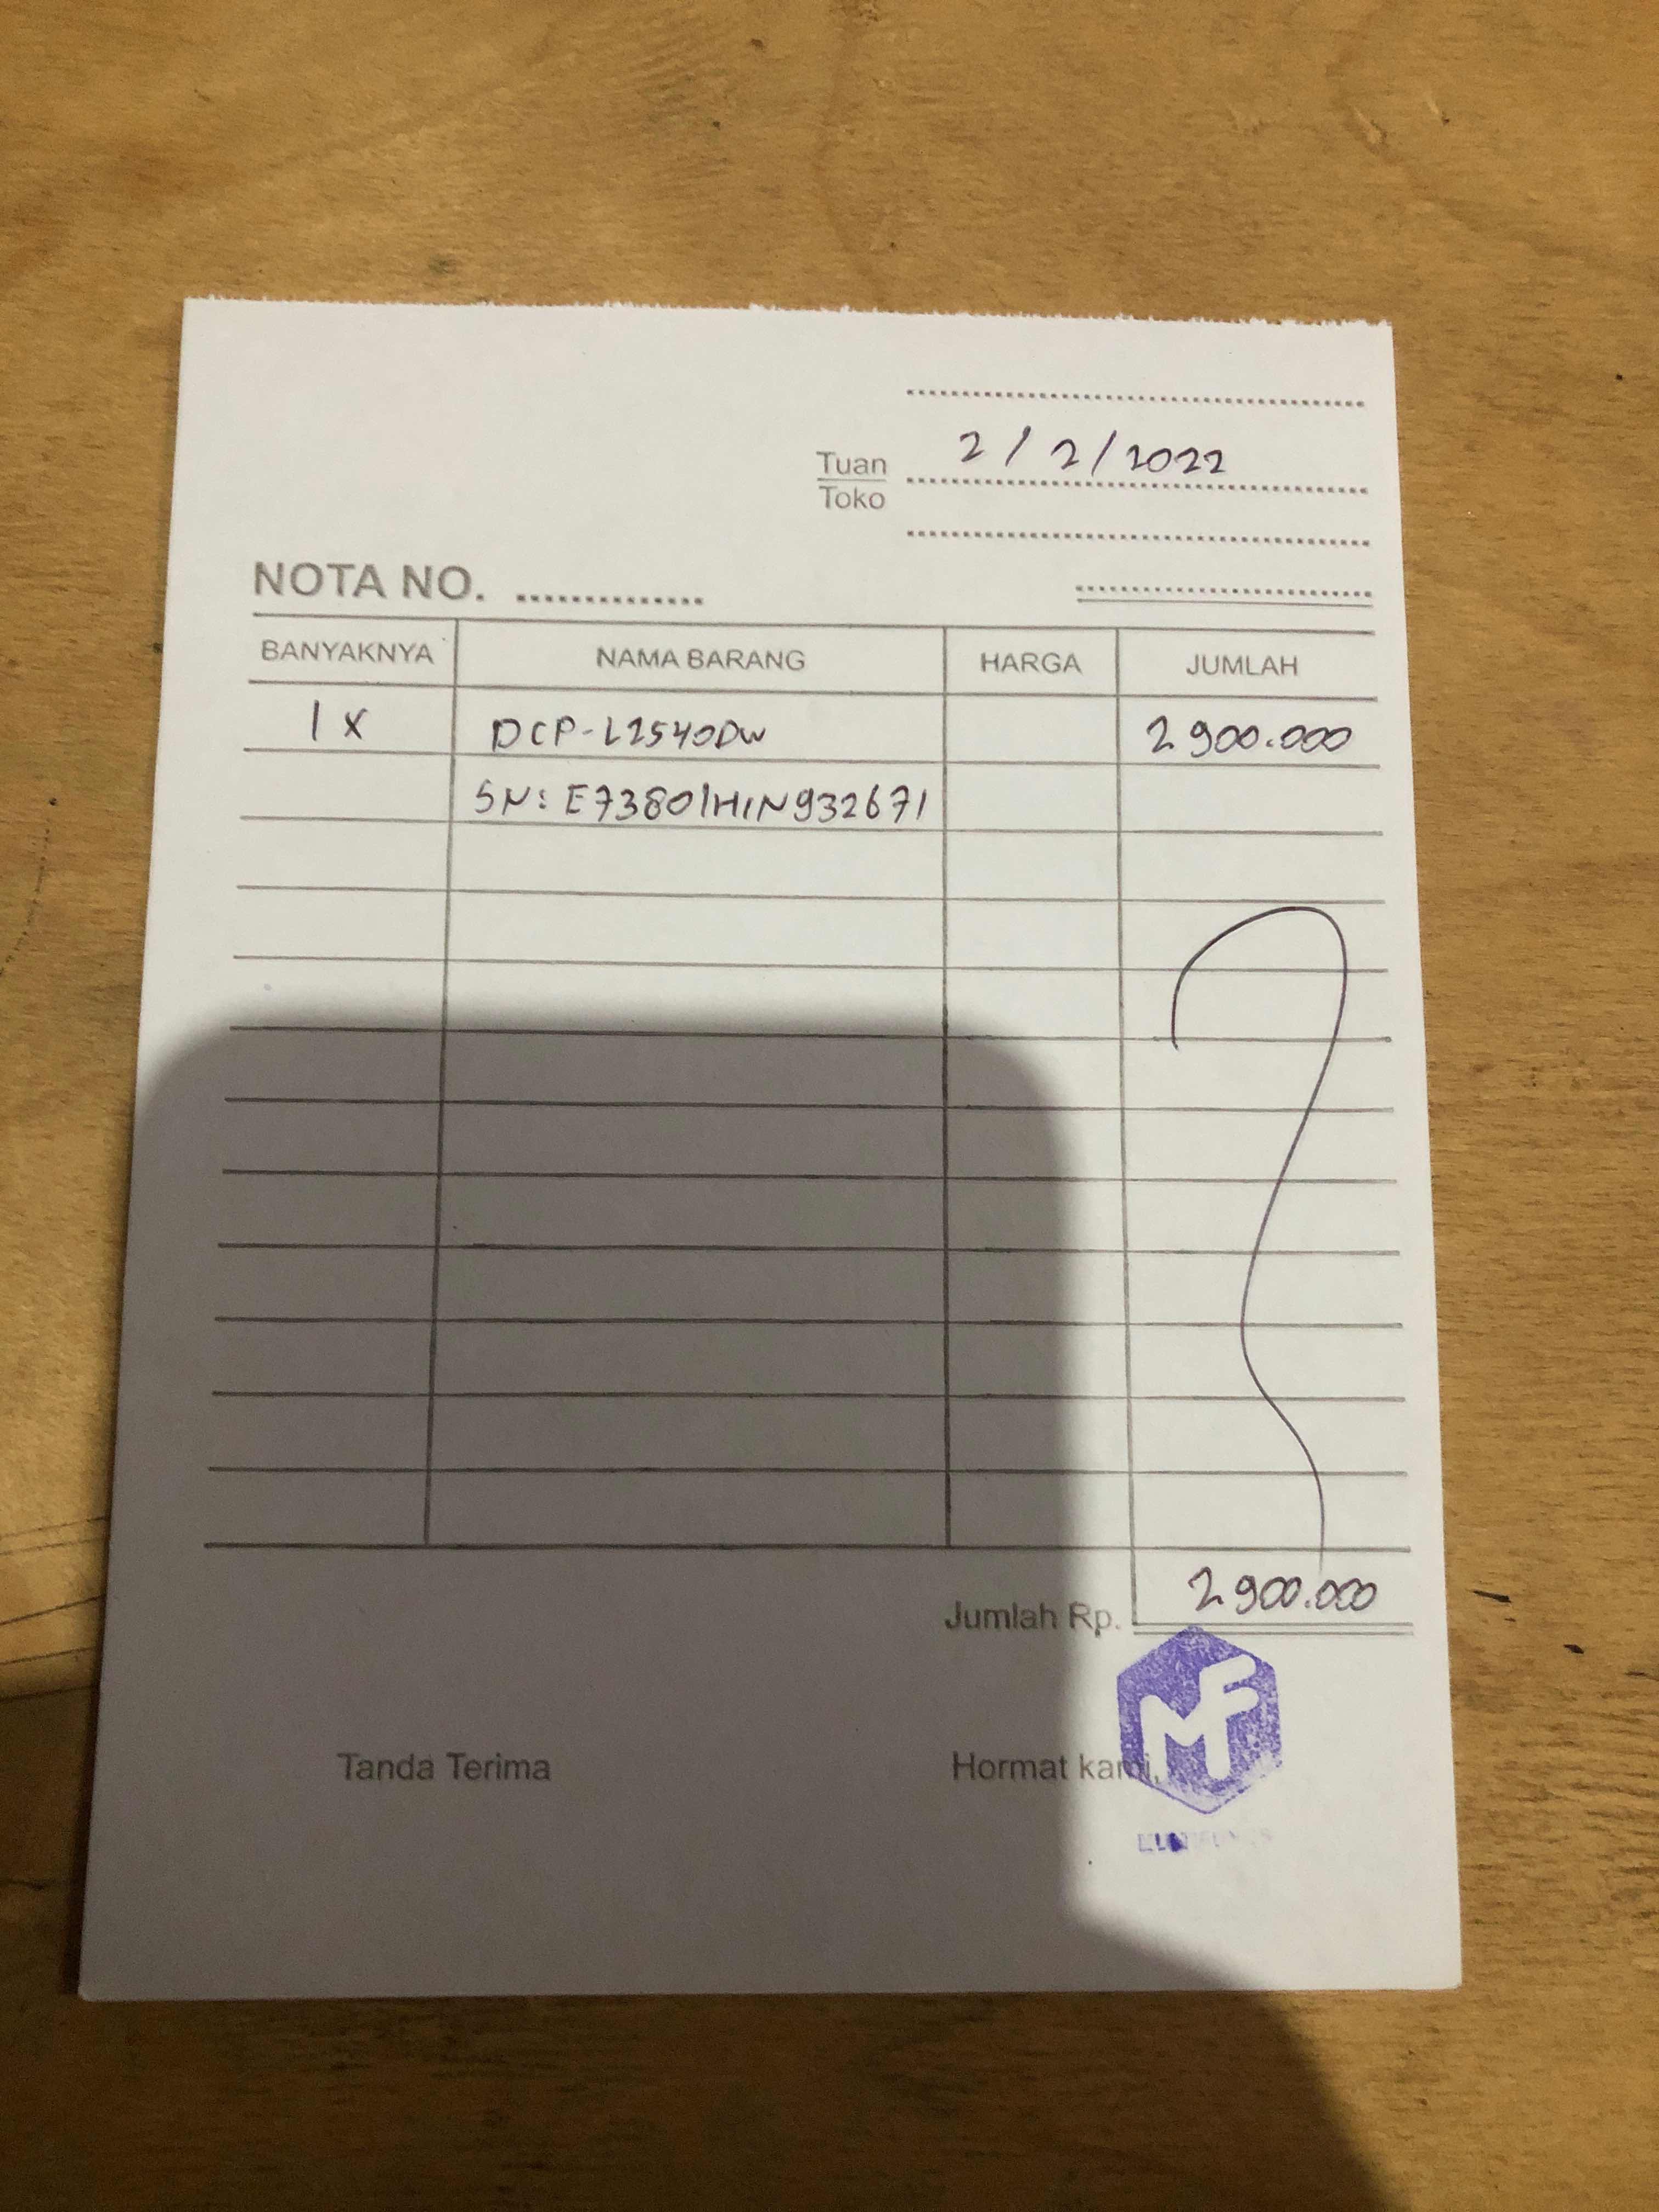 2/2/2022
Tuan
Toko
NOTA NO.
BANYAKNYA NAMA BARANG HARGA JUMLAH
1 X DCP-L2540DW 2 900.000
SN: E73801H1N932671
Jumlah Rp. 2 900.000
Tanda Terima Hormat kami,
MF